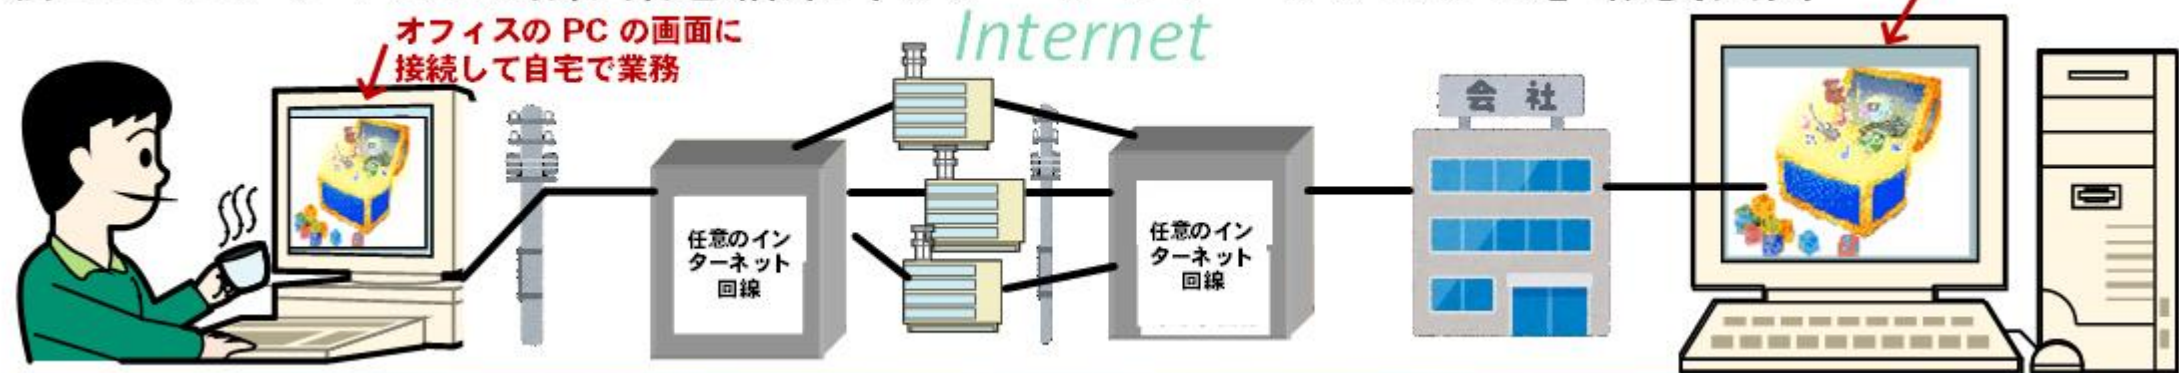 オフィスの PC の画面に
接続して自宅で業務
Internet
任意のイン
ターネット
回線
任意のイン
ターネット
回線
会社